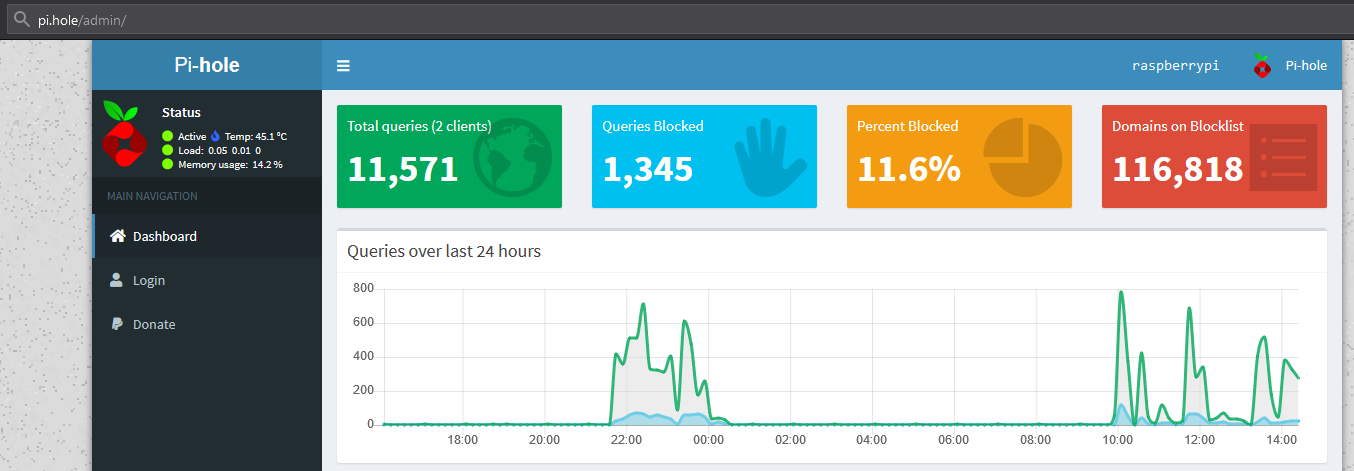 pi.hole/admin/
Pi-hole
raspberrypi
Pi-hole
Status
Active Temp: 45.1 °C
Load: 0.05 0.01 0
Memory usage: 14.2 %
MAIN NAVIGATION
Dashboard
Login
Donate
Total queries (2 clients)
11,571
Queries Blocked
1,345
Percent Blocked
11.6%
Domains on Blocklist
116,818
Queries over last 24 hours
800
600
400
200
0
18:00 20:00 22:00 00:00 02:00 04:00 06:00 08:00 10:00 12:00 14:00